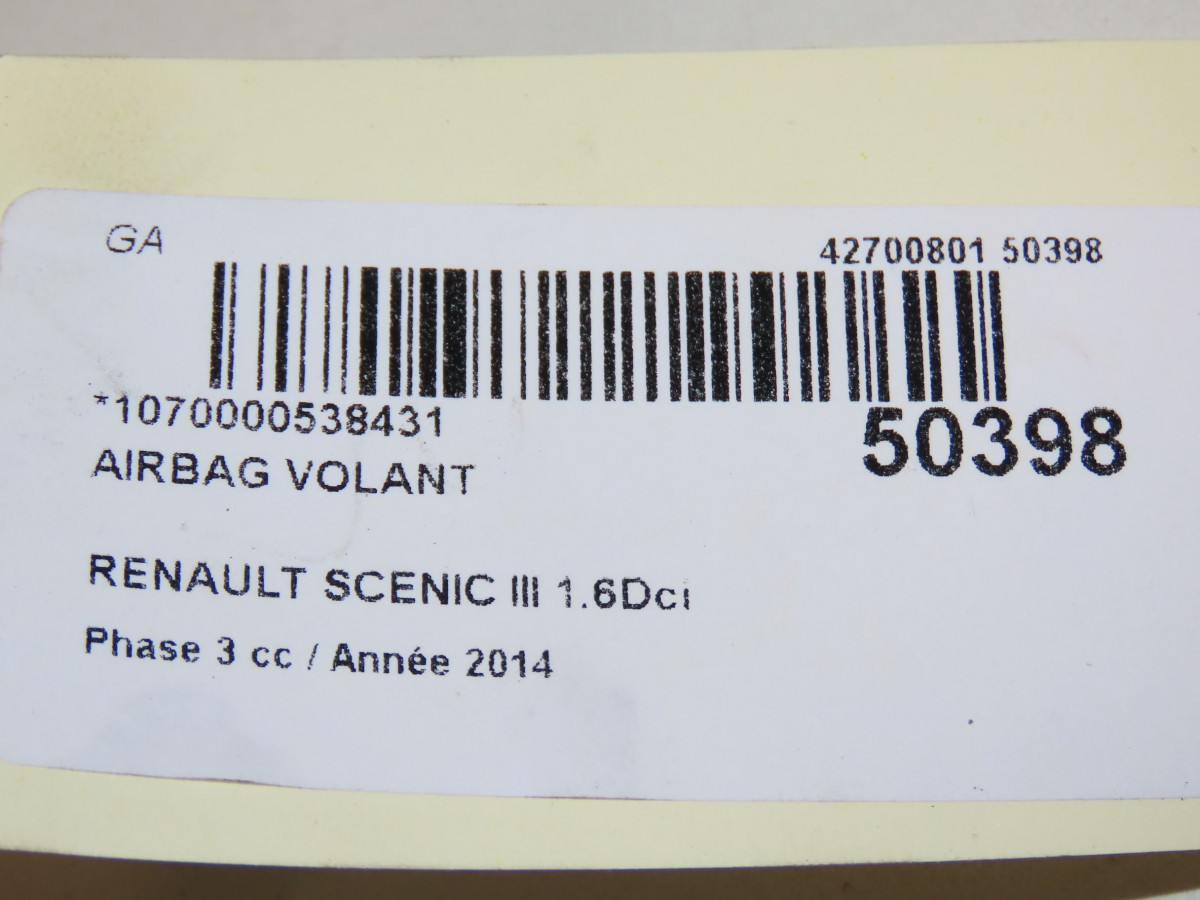 GA
42700801 50398
*1070000538431
50398
AIRBAG VOLANT
RENAULT SCENIC III 1.6Dci
Phase 3 cc / Année 2014